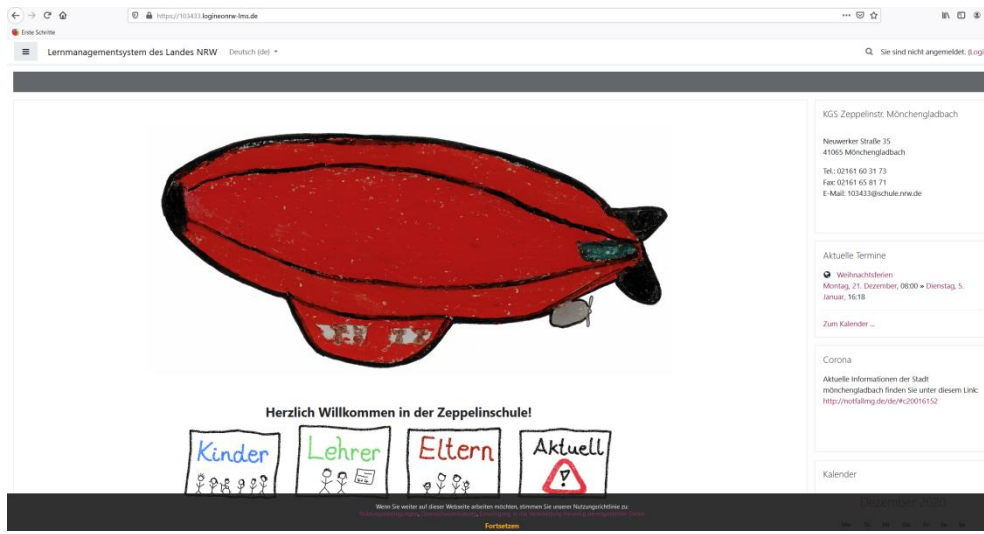 https://103433.logineonrw-lms.de
Erste Schritte
Lernmanagementsystem des Landes NRW Deutsch (de)
Sie sind nicht angemeldet. (Logi
KGS Zeppelinstr. Mönchengladbach
Neuwerker Straße 35
41065 Mönchengladbach
Tel.: 02161 60 31 73
Fax: 02161 65 81 71
E-Mail: 103433@schule.nrw.de
Aktuelle Termine
Weihnachtsferien
Montag, 21. Dezember, 08:00 » Dienstag, 5.
Januar, 16:18
Zum Kalender ...
Corona
Aktuelle Informationen der Stadt
mönchengladbach finden Sie unter diesem Link:
http://notfallmg.de/de/#c20016152
Kalender
Dezember 2020
Herzlich Willkommen in der Zeppelinschule!
Kinder
Lehrer
Eltern
Aktuell
Wenn Sie weiter auf dieser Webseite arbeiten möchten, stimmen Sie unserer Nutzungsrichtlinie zu:
Fortsetzen